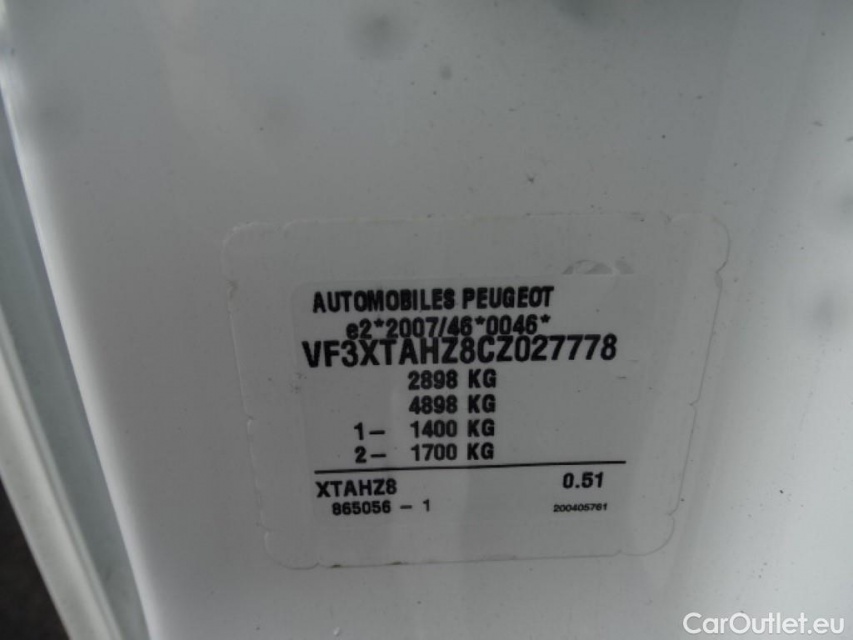 AUTOMOBILES PEUGEOT
e2*2007/46*0046*
VF3XTAHZ8CZ027778
2898 KG
4898 KG
1- 1400 KG
2- 1700 KG
XTAHZ8 0.51
865056 - 1 200405761
CarOutlet.eu